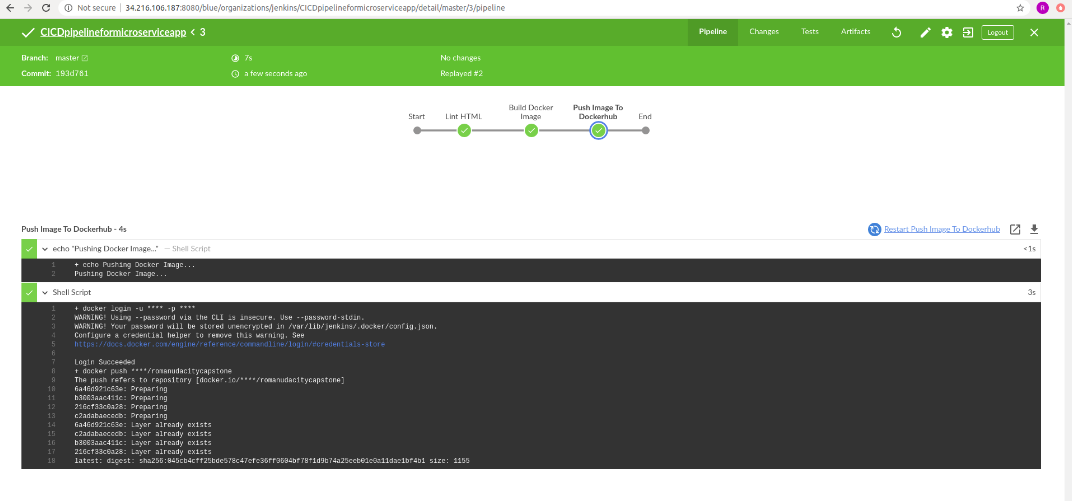 Not secure | 34.216.106.187:8080/blue/organizations/jenkins/CICDpipelineformicroserviceapp/detail/master/3/pipeline
R
CICDpipelineformicroserviceapp < 3
Pipeline Changes Tests Artifacts Logout
Branch: master 7s No changes
Commit: 193d761 a few seconds ago Replayed #2
Start Lint HTML Build Docker Image Push Image To Dockerhub End
Push Image To Dockerhub - 4s Restart Push Image To Dockerhub
echo "Pushing Docker Image..." — Shell Script <1s
1 + echo Pushing Docker Image...
2 Pushing Docker Image...
Shell Script 3s
1 + docker login -u **** -p ****
2 WARNING! Using --password via the CLI is insecure. Use --password-stdin.
3 WARNING! Your password will be stored unencrypted in /var/lib/jenkins/.docker/config.json.
4 Configure a credential helper to remove this warning. See
5 https://docs.docker.com/engine/reference/commandline/login/#credentials-store
6
7 Login Succeeded
8 + docker push ****/romanudacitycapstone
9 The push refers to repository [docker.io/****/romanudacitycapstone]
10 6a46d921c63e: Preparing
11 b3003aac411c: Preparing
12 216cf33c0a28: Preparing
13 c2adabaecedb: Preparing
14 6a46d921c63e: Layer already exists
15 c2adabaecedb: Layer already exists
16 b3003aac411c: Layer already exists
17 216cf33c0a28: Layer already exists
18 latest: digest: size: 1155